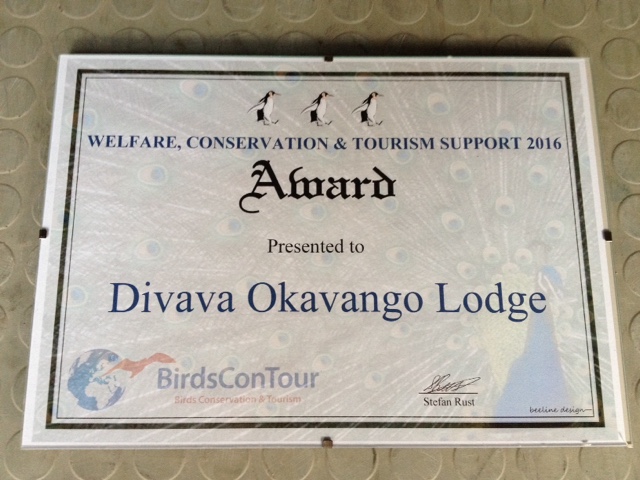 WELFARE, CONSERVATION & TOURISM SUPPORT 2016
Award
Presented to
Divava Okavango Lodge
BirdsConTour
Birds Conservation & Tourism
Stefan Rust
beeline design